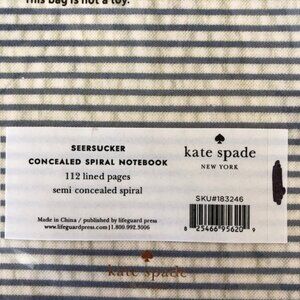 This bag is not a toy.
SEERSUCKER
CONCEALED SPIRAL NOTEBOOK
112 lined pages
semi concealed spiral
Made in China / published by lifeguard press
www.lifeguardpress.com | 1.800.992.3006
kate spade
NEW YORK
SKU#183246
8 25466 95620 9
kate spade